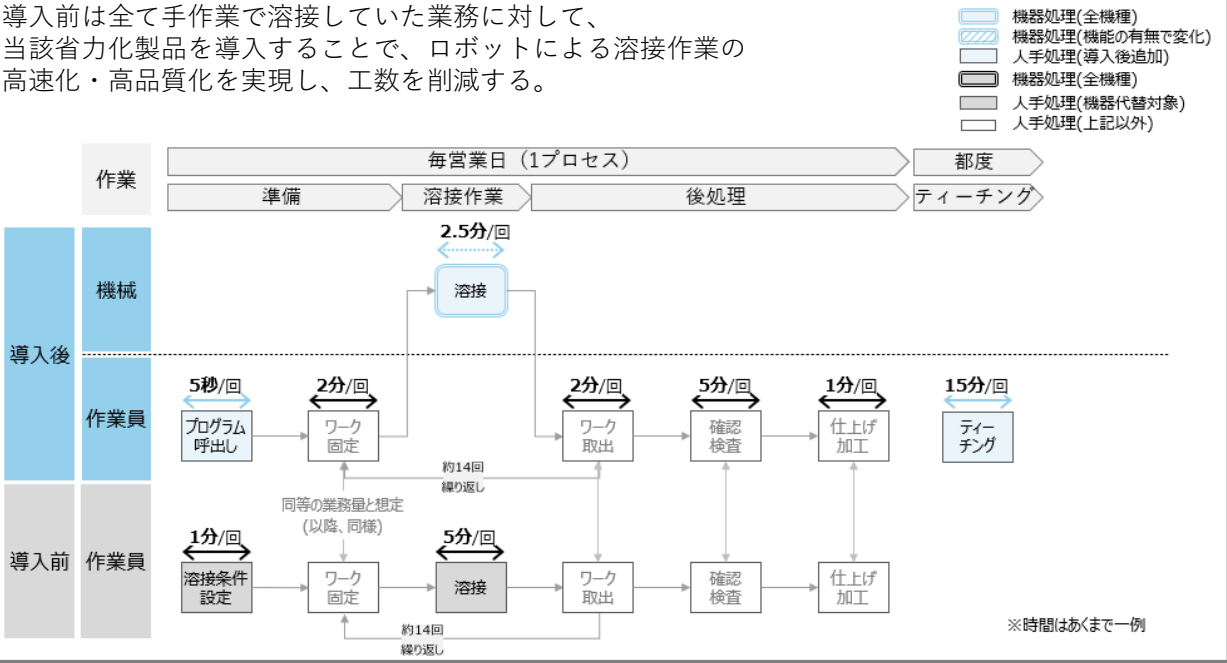 導入前は全て手作業で溶接していた業務に対して、
当該省力化製品を導入することで、ロボットによる溶接作業の
高速化・高品質化を実現し、工数を削減する。
機器処理(全機種)
機器処理(機能の有無で変化)
人手処理(導入後追加)
機器処理(全機種)
人手処理(機器代替対象)
人手処理(上記以外)
作業
毎営業日（1プロセス）
都度
準備
溶接作業
後処理
ティーチング
導入後
機械
2.5分/回
溶接
作業員
5秒/回
プログラム
呼出し
2分/回
ワーク
固定
2分/回
ワーク
取出
5分/回
確認
検査
1分/回
仕上げ
加工
15分/回
ティー
チング
約14回
繰り返し
同等の業務量と想定
(以降、同様)
導入前
作業員
1分/回
溶接条件
設定
ワーク
固定
5分/回
溶接
ワーク
取出
確認
検査
仕上げ
加工
約14回
繰り返し
※時間はあくまで一例